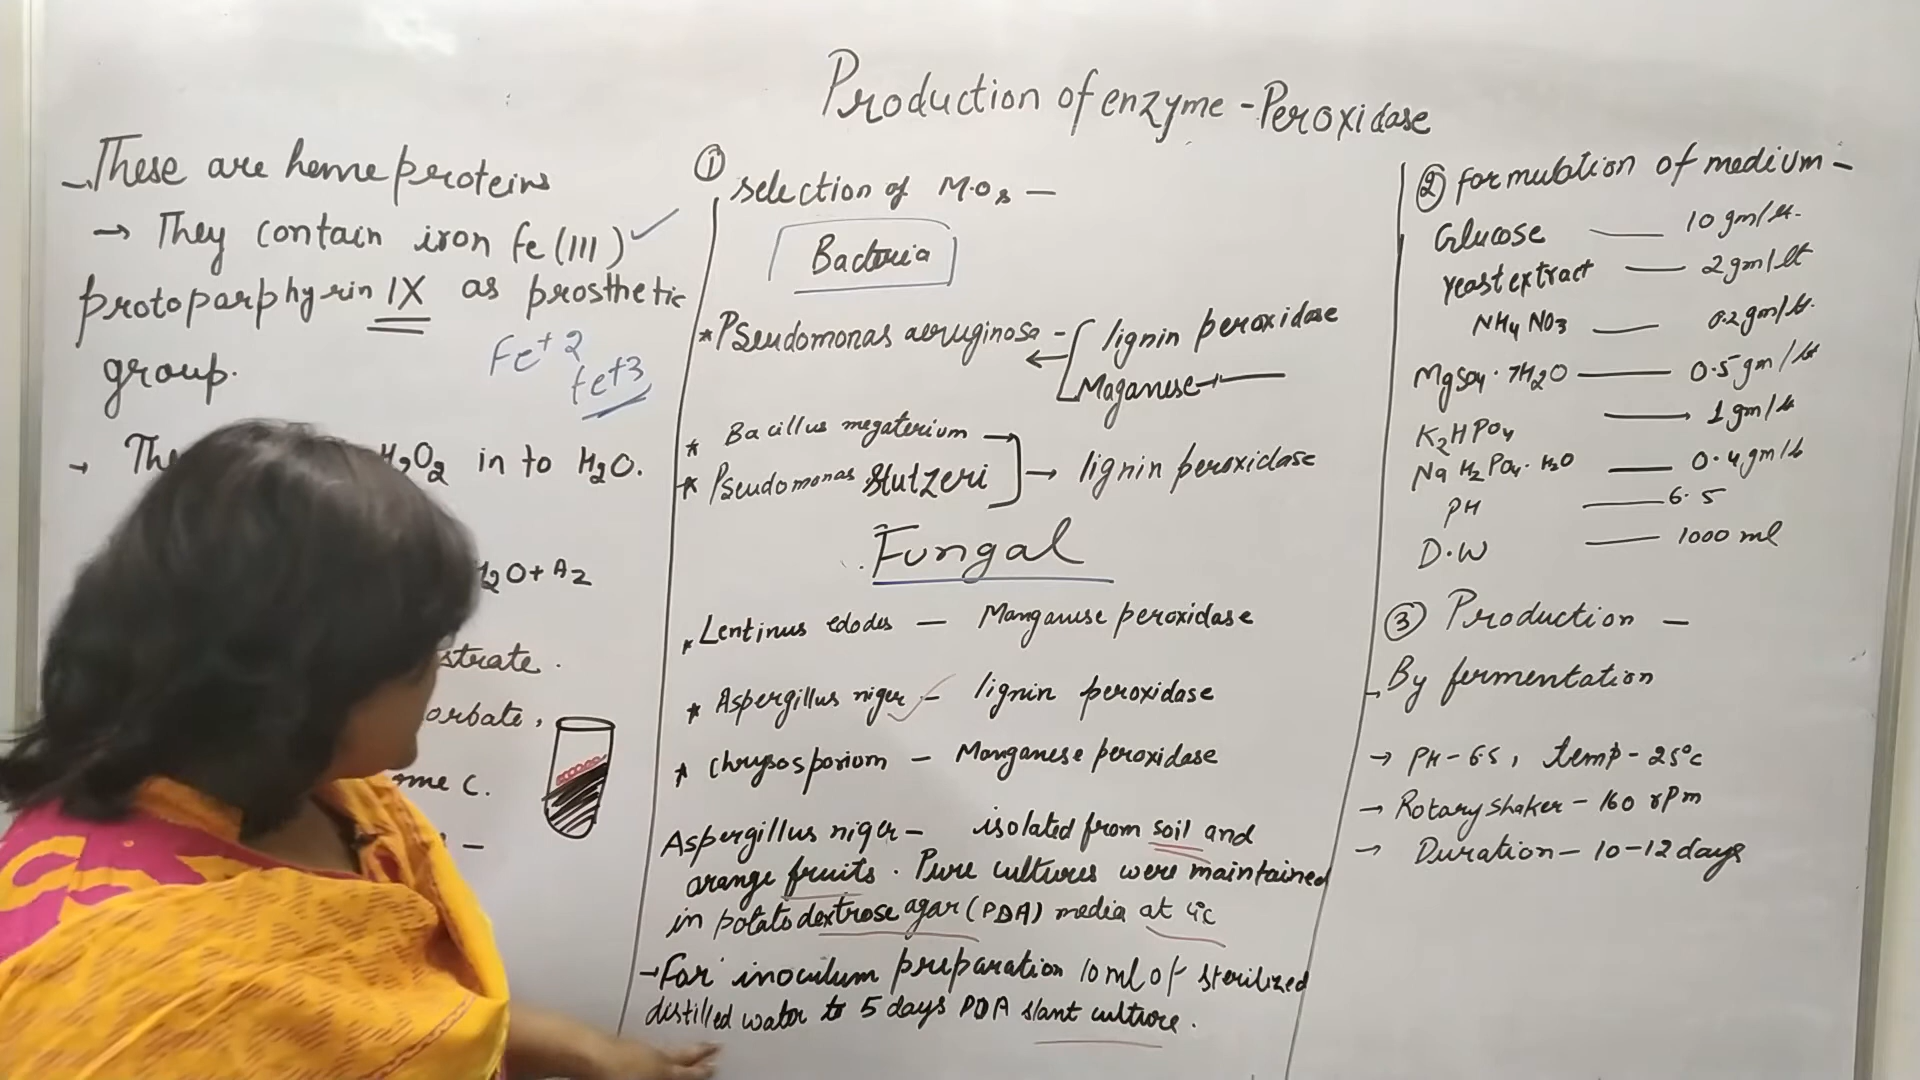 Production of enzyme - Peroxidase
These are heme proteins
→ They contain iron Fe(III)
protoparphyrin IX as prosthetic
group.
Fe+2
Fe+3
→ The H2O2 in to H2O.
H2O + A2
strate.
orbate,
me C.
①
selection of M.Os —
Bacteria
* Pseudomonas aeruginosa - lignin peroxidase
Maganese
* Bacillus megaterium
* Pseudomonas Stutzeri → lignin peroxidase
Fungal
* Lentinus edodes — Manganese peroxidase
* Aspergillus niger — lignin peroxidase
* Chrysosporium — Manganese peroxidase
Aspergillus niger — isolated from soil and
orange fruits. Pure cultures were maintained
in potato dextrose agar (PDA) media at 4°c
→ For inoculum preparation 10 ml of sterilized
distilled water to 5 days PDA slant culture.
② formulation of medium —
Glucose — 10 gm/lt.
Yeast extract — 2 gm/lt
NH4 NO3 — 0.2 gm/lt.
MgSO4 · 7H2O — 0.5 gm/lt
K2HPO4 — 1 gm/lt
Na H2 PO4 · H2O — 0.4 gm/lt
PH — 6.5
D.W — 1000 ml
③ Production —
By fermentation
→ PH - 6.5, temp - 25°c
→ Rotary shaker - 160 rpm
→ Duration - 10-12 days